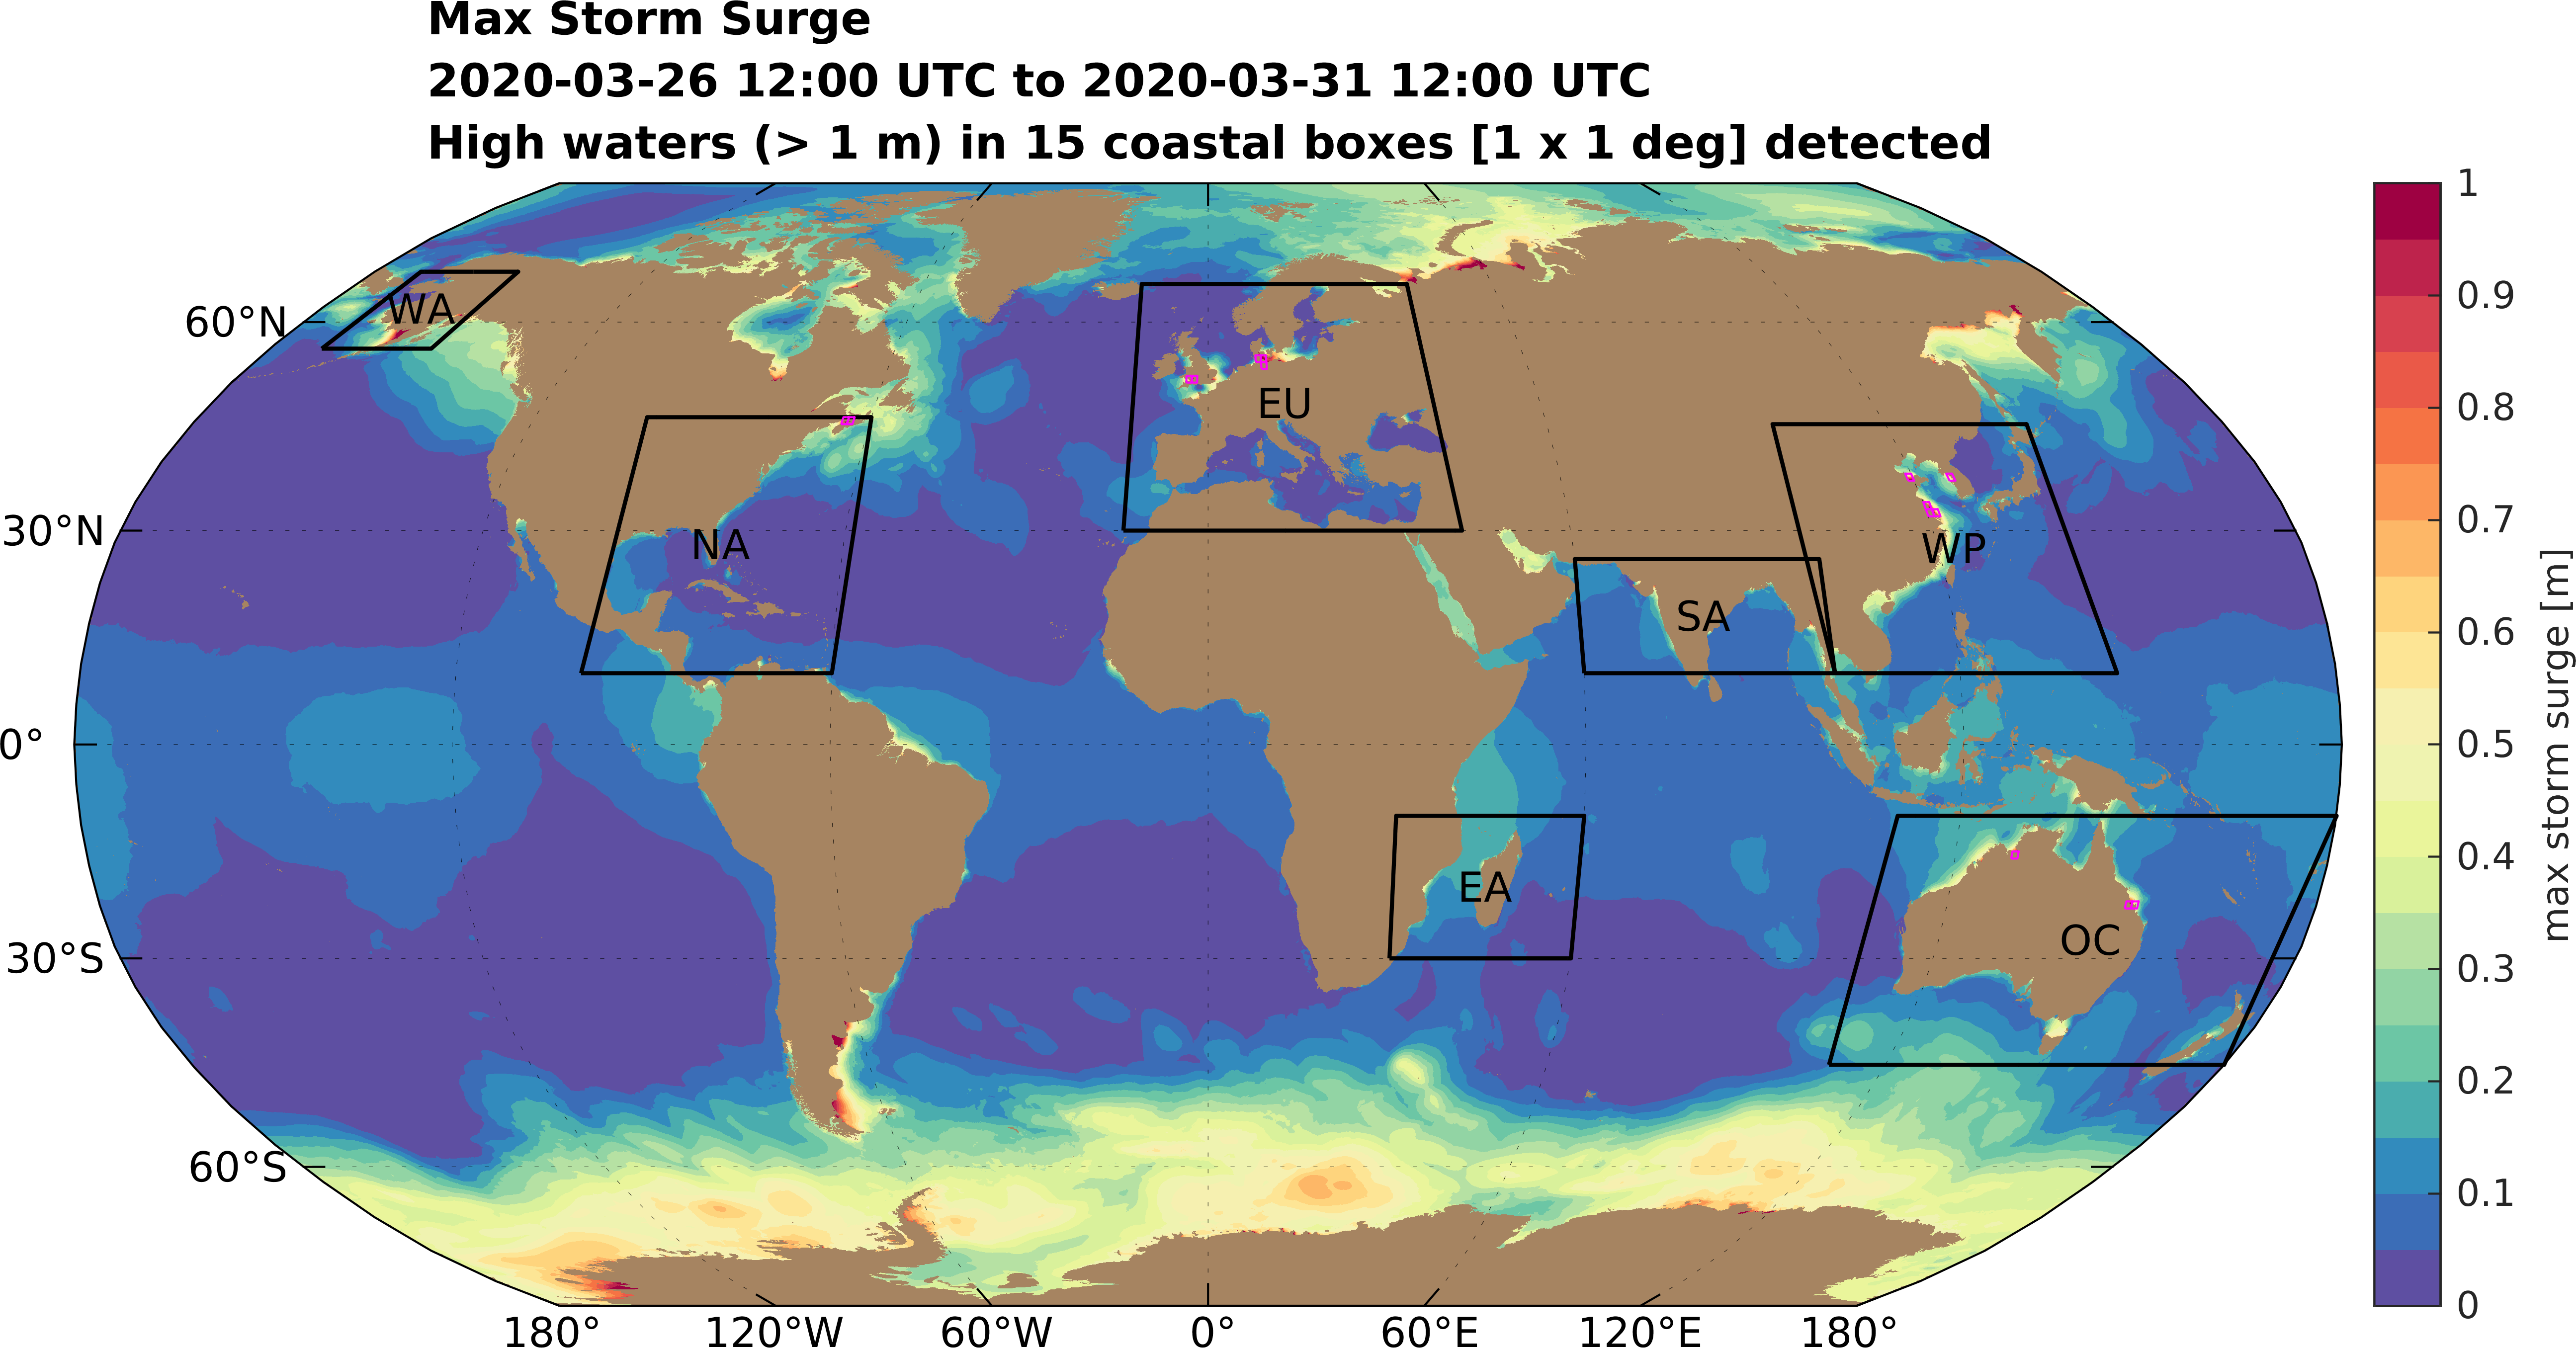 Max Storm Surge
2020-03-26 12:00 UTC to 2020-03-31 12:00 UTC
High waters (> 1 m) in 15 coastal boxes [1 x 1 deg] detected
60°N
30°N
0°
30°S
60°S
WA
NA
EU
SA
WP
EA
OC
180°
120°W
60°W
0°
60°E
120°E
180°
1
0.9
0.8
0.7
0.6
0.5
0.4
0.3
0.2
0.1
0
max storm surge [m]